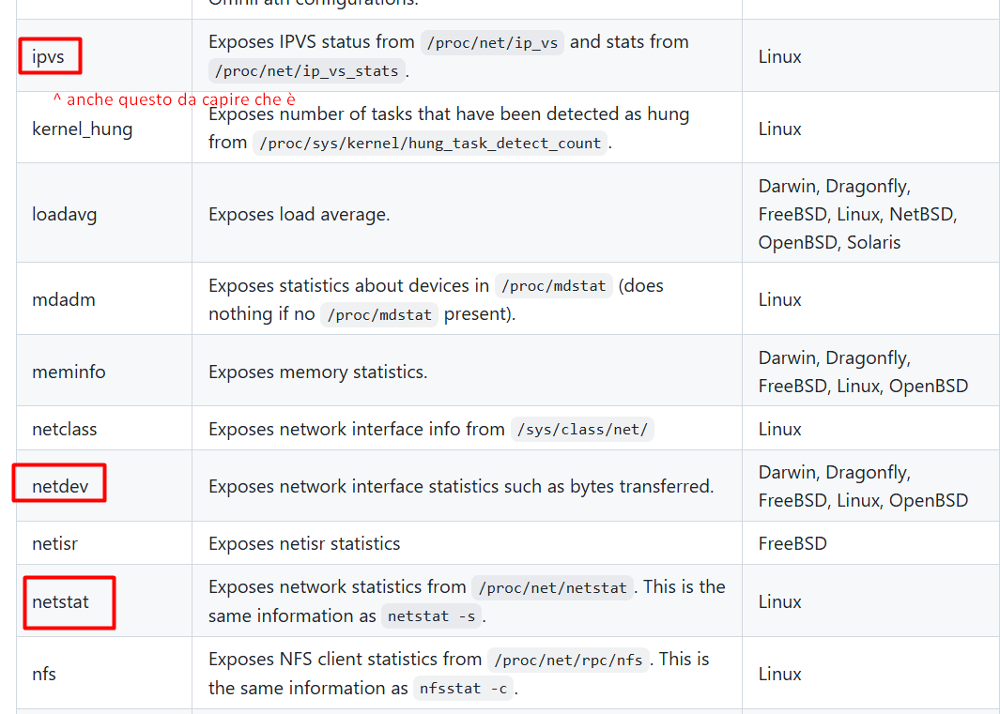 OmniPath configurations.
ipvs
Exposes IPVS status from /proc/net/ip_vs and stats from
/proc/net/ip_vs_stats.
Linux
^ anche questo da capire che è
kernel_hung
Exposes number of tasks that have been detected as hung
from /proc/sys/kernel/hung_task_detect_count.
Linux
loadavg
Exposes load average.
Darwin, Dragonfly,
FreeBSD, Linux, NetBSD,
OpenBSD, Solaris
mdadm
Exposes statistics about devices in /proc/mdstat (does
nothing if no /proc/mdstat present).
Linux
meminfo
Exposes memory statistics.
Darwin, Dragonfly,
FreeBSD, Linux, OpenBSD
netclass
Exposes network interface info from /sys/class/net/
Linux
netdev
Exposes network interface statistics such as bytes transferred.
Darwin, Dragonfly,
FreeBSD, Linux, OpenBSD
netisr
Exposes netisr statistics
FreeBSD
netstat
Exposes network statistics from /proc/net/netstat. This is the
same information as netstat -s.
Linux
nfs
Exposes NFS client statistics from /proc/net/rpc/nfs. This is
the same information as nfsstat -c.
Linux